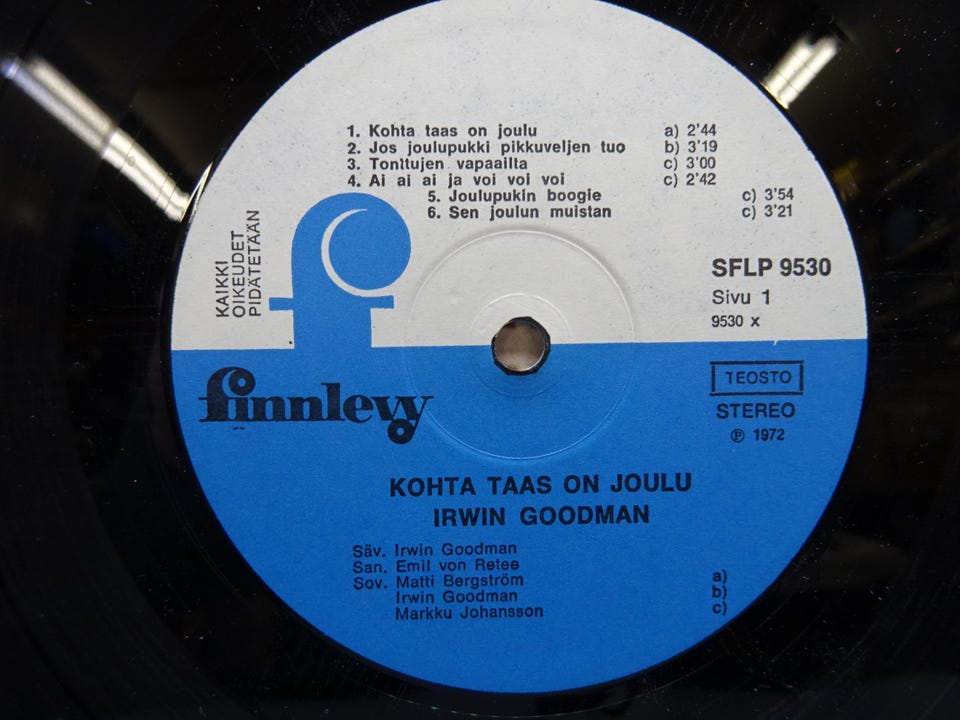 1. Kohta taas on joulu a) 2'44
2. Jos joulupukki pikkuveljen tuo b) 3'19
3. Tonttujen vapaailta c) 3'00
4. Ai ai ai ja voi voi voi c) 2'42
5. Joulupukin boogie c) 3'54
6. Sen joulun muistan c) 3'21
KAIKKI
OIKEUDET
PIDÄTETÄÄN
f
SFLP 9530
Sivu 1
9530 x
finnlevy
TEOSTO
STEREO
℗ 1972
KOHTA TAAS ON JOULU
IRWIN GOODMAN
Säv. Irwin Goodman
San. Emil von Retee
Sov. Matti Bergström a)
Irwin Goodman b)
Markku Johansson c)